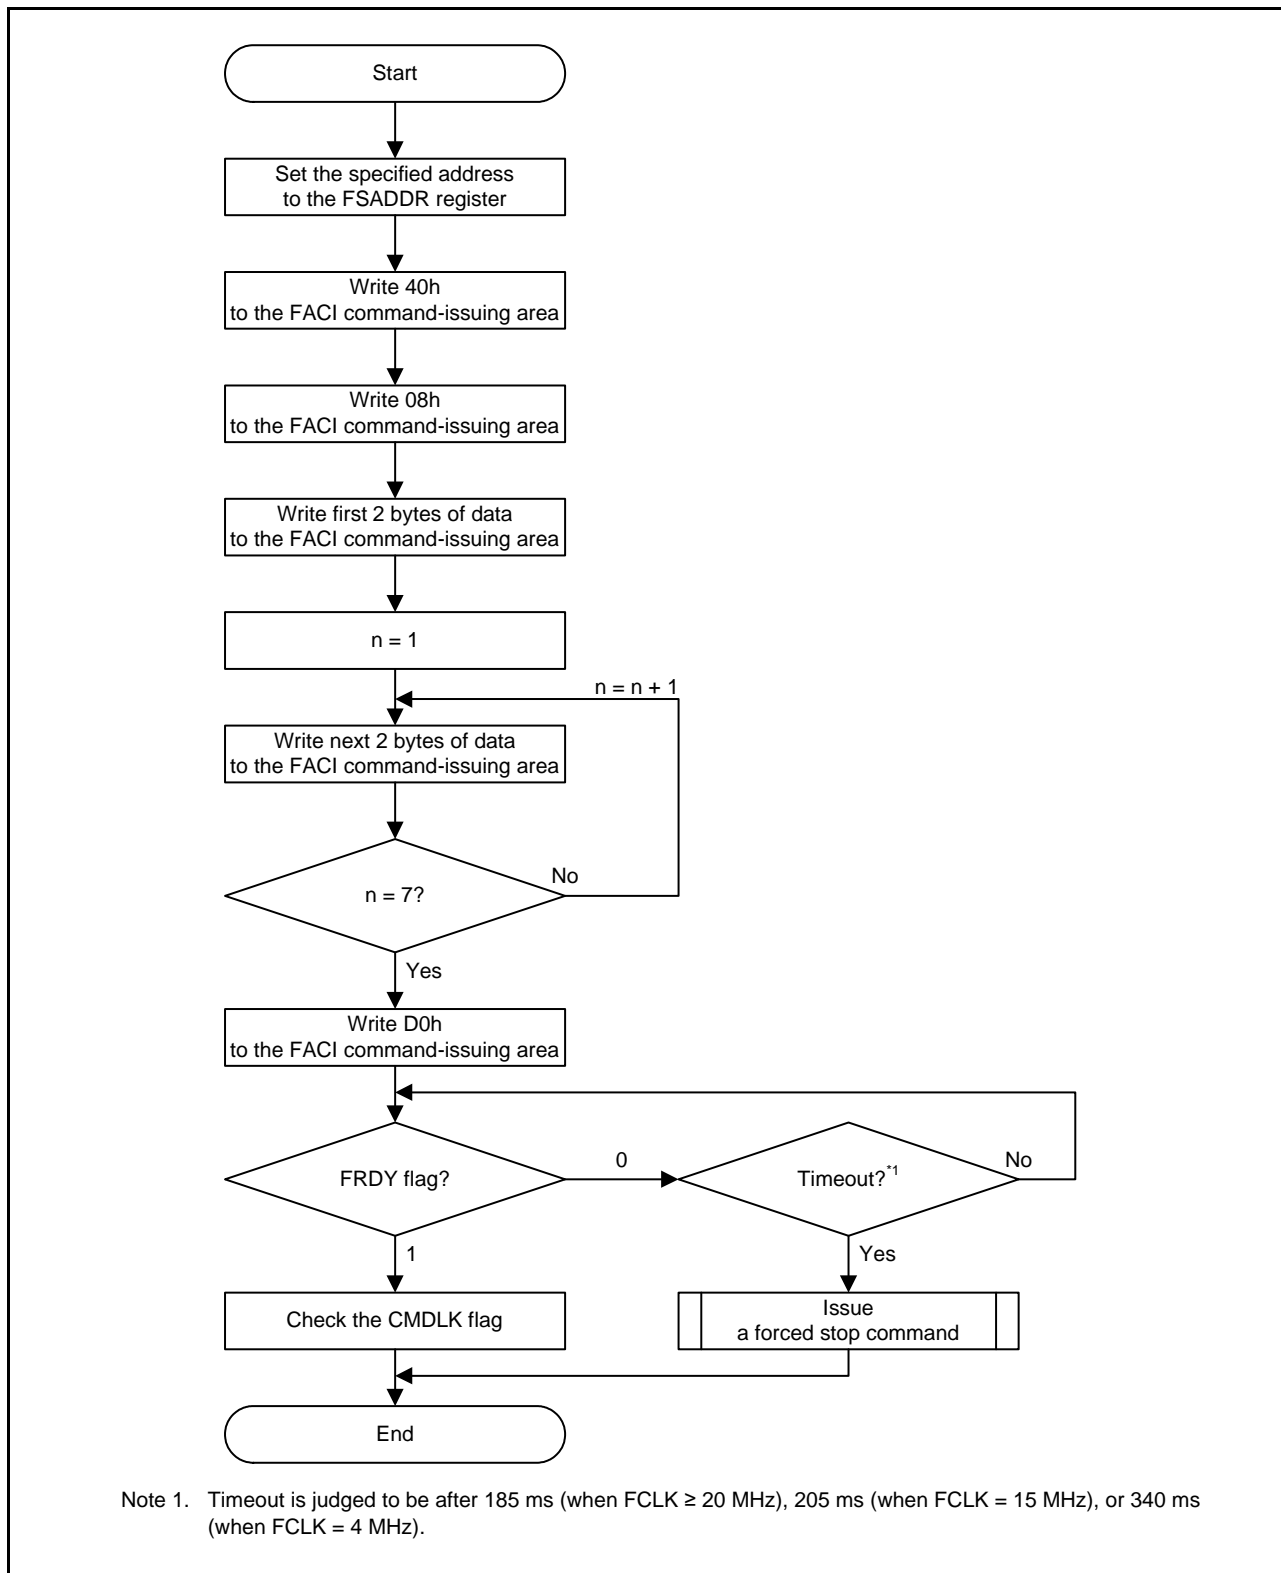 Start
Set the specified address
to the FSADDR register
Write 40h
to the FACI command-issuing area
Write 08h
to the FACI command-issuing area
Write first 2 bytes of data
to the FACI command-issuing area
n = 1
n = n + 1
Write next 2 bytes of data
to the FACI command-issuing area
n = 7?
No
Yes
Write D0h
to the FACI command-issuing area
FRDY flag?
0
Timeout?*1
No
1
Yes
Check the CMDLK flag
Issue
a forced stop command
End
Note 1. Timeout is judged to be after 185 ms (when FCLK ≥ 20 MHz), 205 ms (when FCLK = 15 MHz), or 340 ms
(when FCLK = 4 MHz).